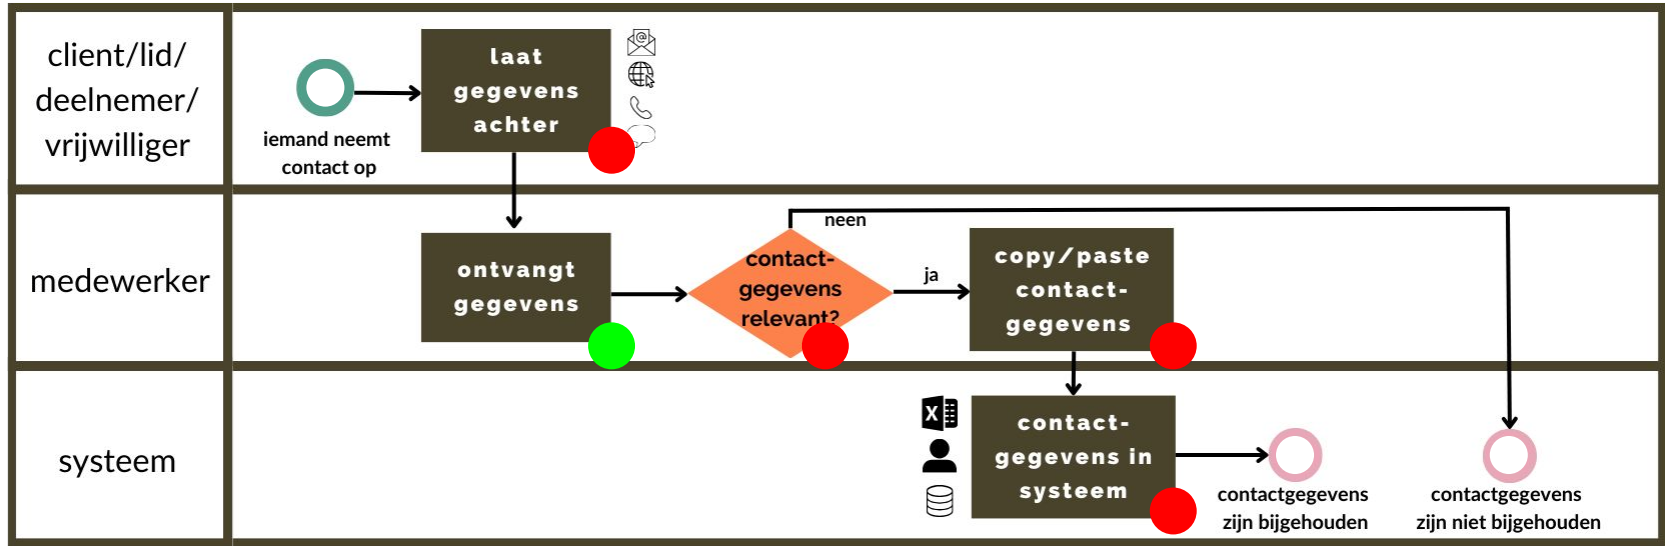 client/lid/
deelnemer/
vrijwilliger
iemand neemt
contact op
laat
gegevens
achter
medewerker
ontvangt
gegevens
contact-
gegevens
relevant?
neen
ja
copy/paste
contact-
gegevens
systeem
X
contact-
gegevens in
systeem
contactgegevens
zijn bijgehouden
contactgegevens
zijn niet bijgehouden